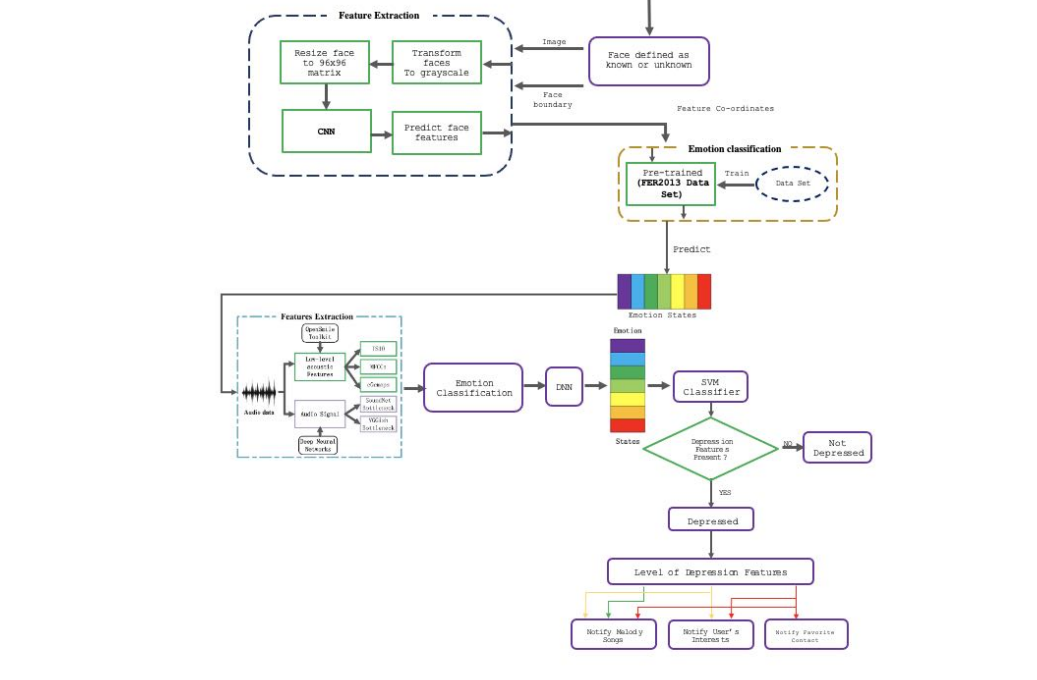 Feature Extraction
Resize face
to 96x96
matrix
Transform
faces
To grayscale
Image
Face defined as
known or unknown
Face
boundary
CNN
Predict face
features
Feature Co-ordinates
Emotion classification
Pre-trained
(FER2013 Data
Set)
Train
Data Set
Predict
Emotion States
Features Extraction
OpenSmile
Toolkit
Low-level
acoustic
Features
IS10
MFCCs
eGemaps
Audio data
Audio Signal
SoundNet
bottleneck
VGGish
bottleneck
Deep Neural
Networks
Emotion
Classification
DNN
Emotion
States
SVM
Classifier
Depression
Features
Present?
NO
Not
Depressed
YES
Depressed
Level of Depression Features
Notify Melody
Songs
Notify User's
Interests
Notify Favorite
Contact